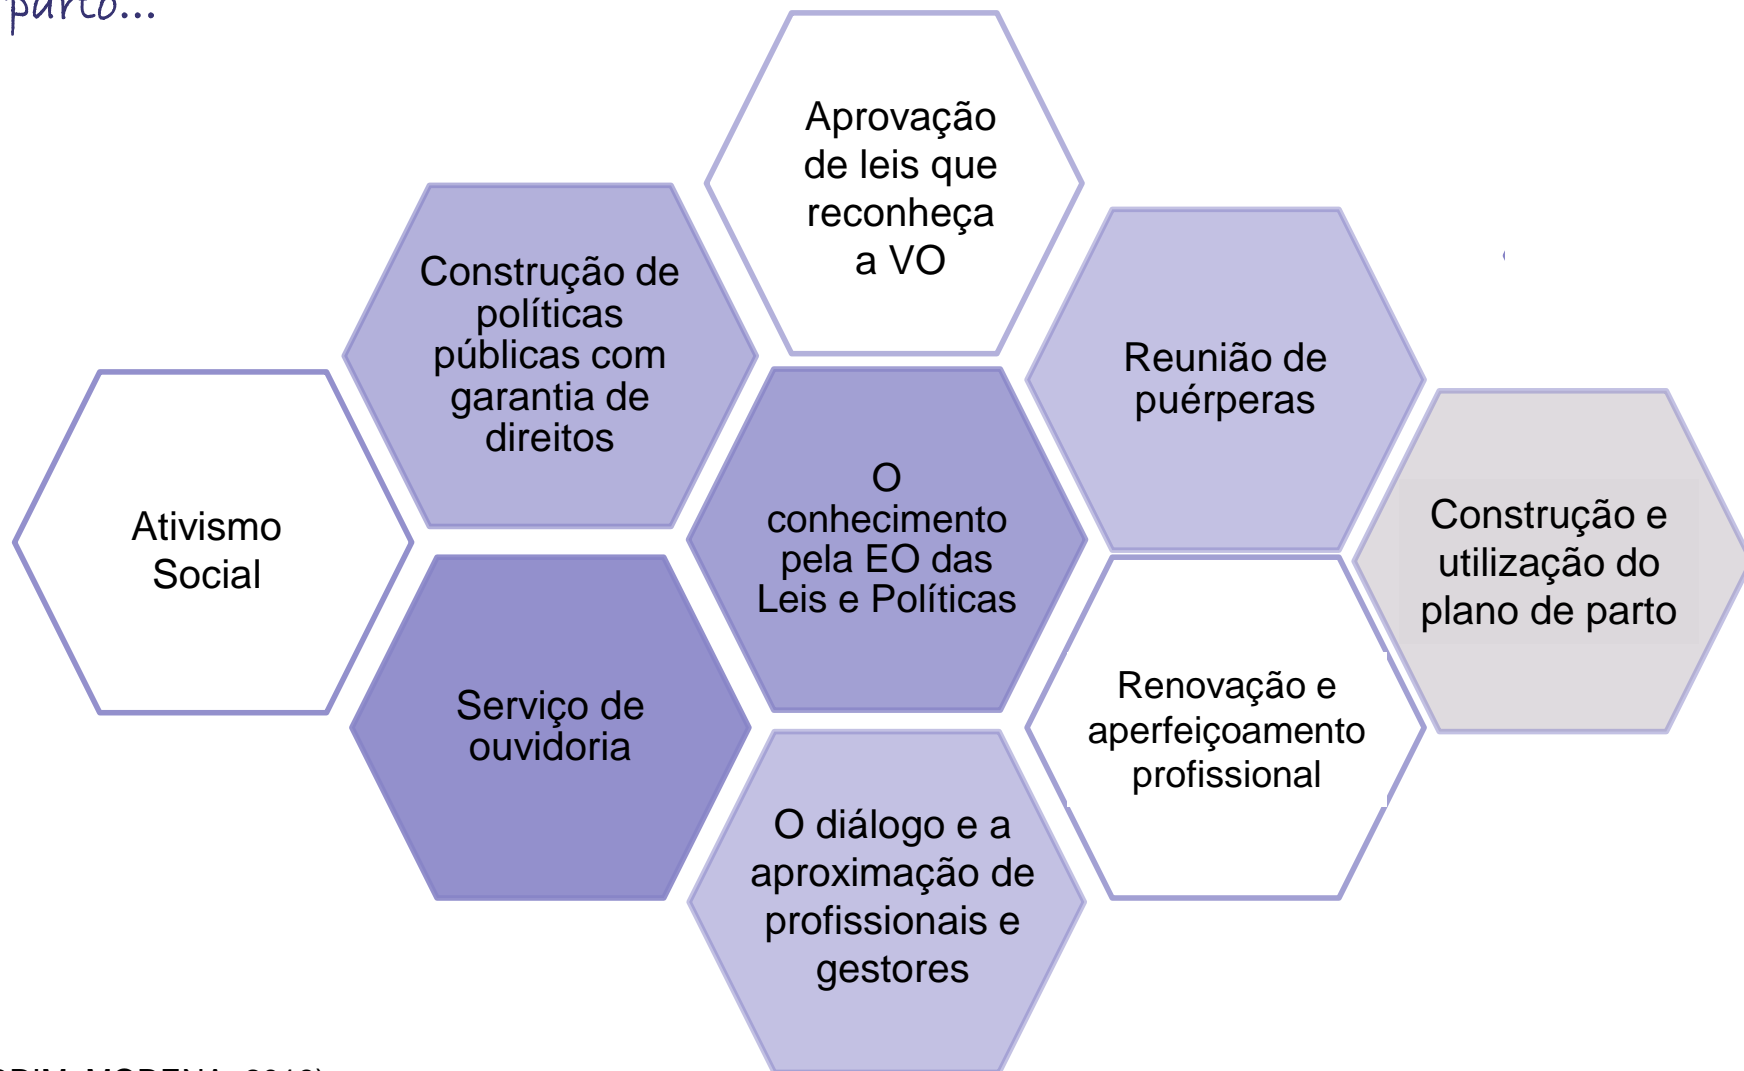 parto...
Aprovação
de leis que
reconheça
a VO
Construção de
políticas
públicas com
garantia de
direitos
Reunião de
puérperas
Ativismo
Social
O
conhecimento
pela EO das
Leis e Políticas
Construção e
utilização do
plano de parto
Serviço de
ouvidoria
Renovação e
aperfeiçoamento
profissional
O diálogo e a
aproximação de
profissionais e
gestores